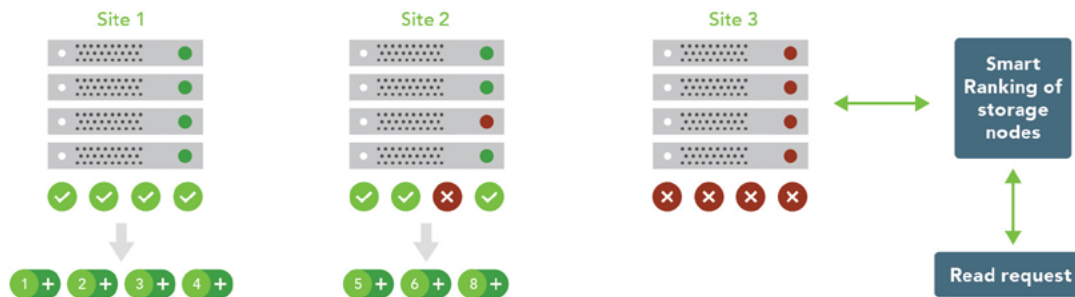 Site 1
Site 2
Site 3
Smart
Ranking of
storage
nodes
1 + 2 + 3 + 4 +
5 + 6 + 8 +
Read request